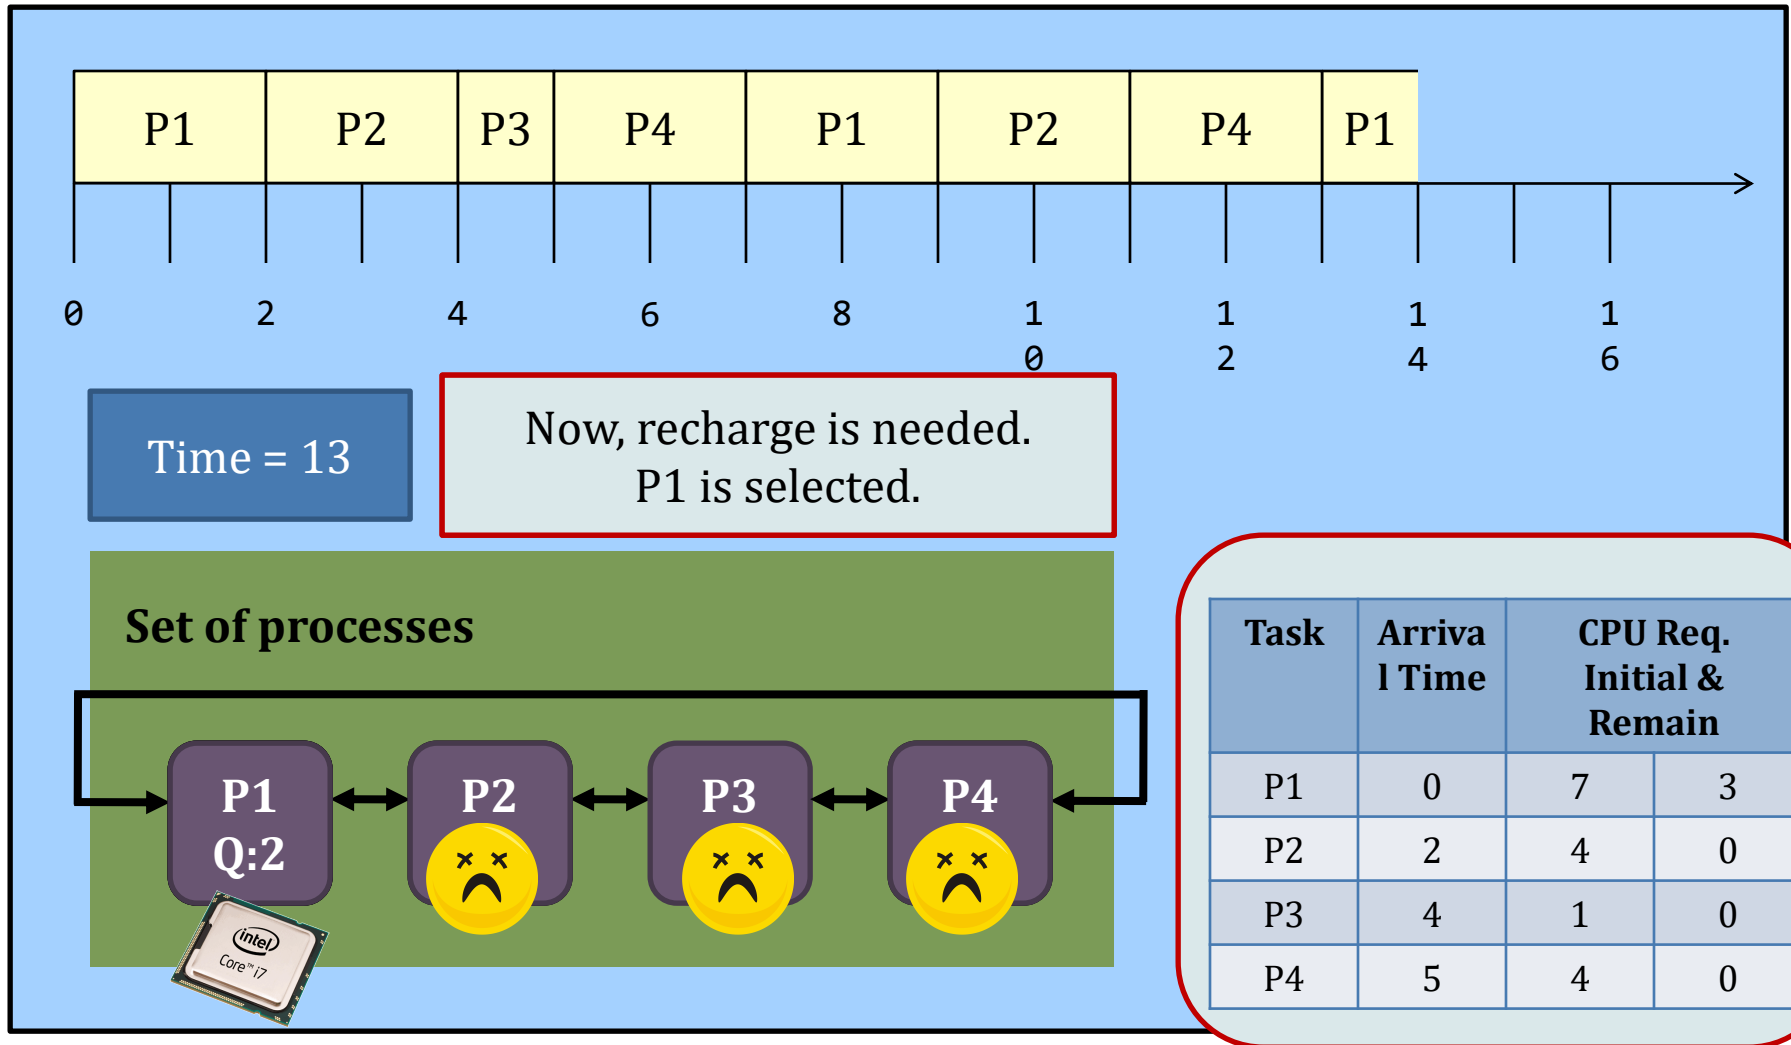 P1 P2 P3 P4 P1 P2 P4 P1
0 2 4 6 8 1 1 1 1
0 2 4 6
Time = 13
Now, recharge is needed.
P1 is selected.
Set of processes
P1 P2 P3 P4
Q:2
intel
Core™ i7
Task Arriva CPU Req.
l Time Initial &
Remain
P1 0 7 3
P2 2 4 0
P3 4 1 0
P4 5 4 0